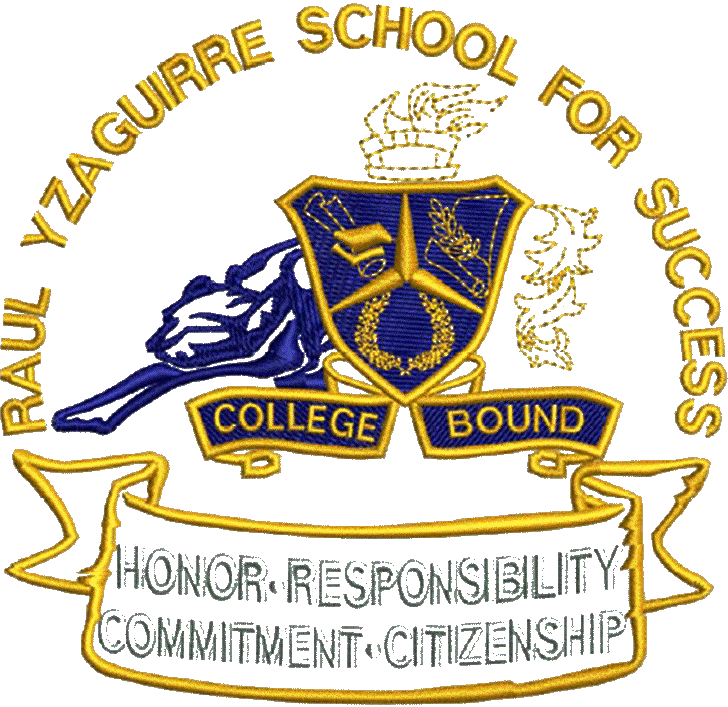 RAUL YZAGUIRRE SCHOOL FOR SUCCESS
COLLEGE BOUND
HONOR · RESPONSIBILITY
COMMITMENT · CITIZENSHIP